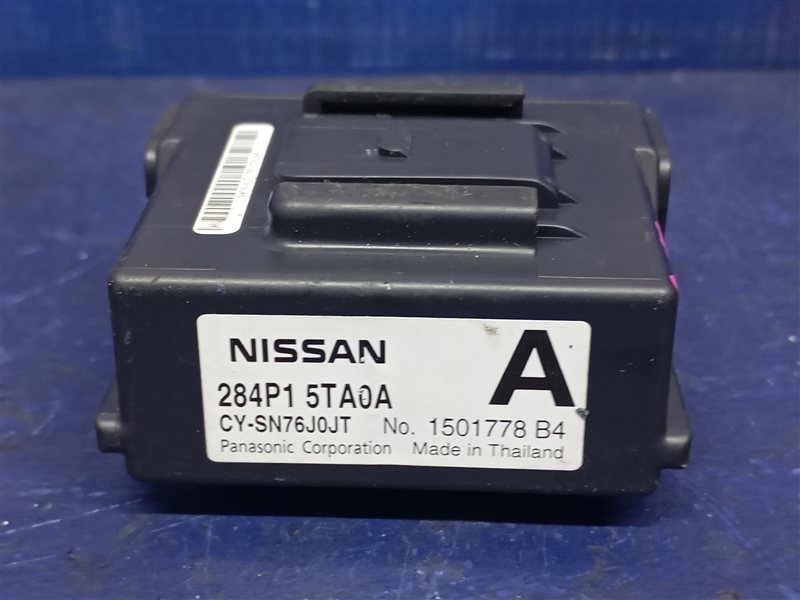 NISSAN
A
284P1 5TA0A
CY-SN76J0JT No. 1501778 B4
Panasonic Corporation Made in Thailand